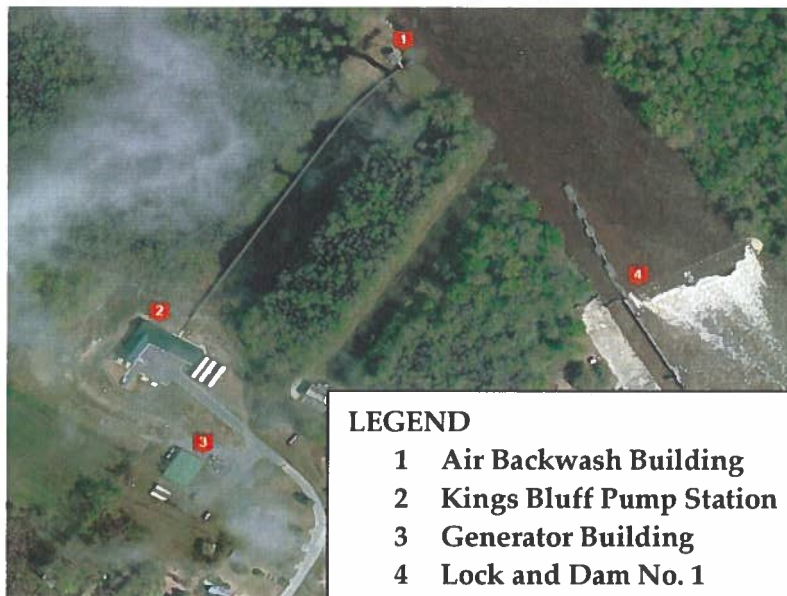 1
2
3
4
LEGEND
1 Air Backwash Building
2 Kings Bluff Pump Station
3 Generator Building
4 Lock and Dam No. 1